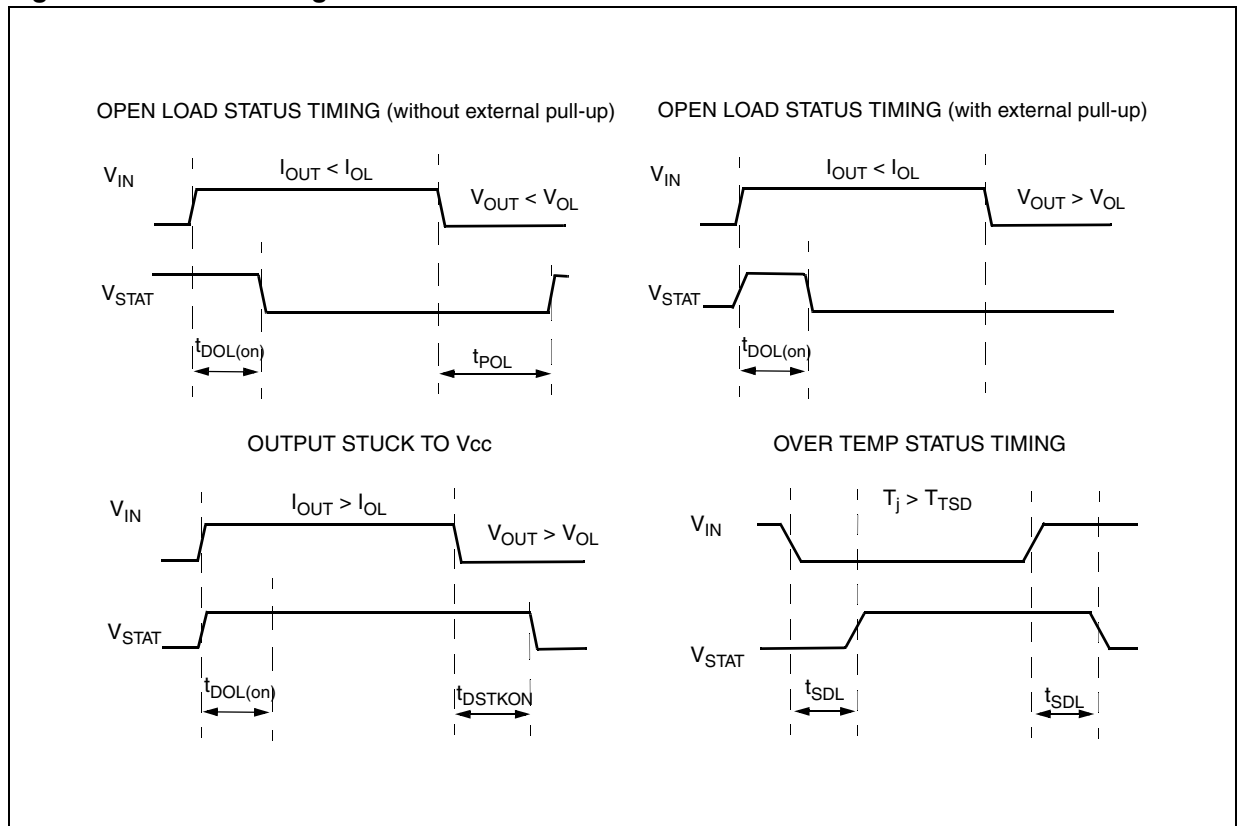 OPEN LOAD STATUS TIMING (without external pull-up)
V_IN
I_OUT < I_OL
V_OUT < V_OL
V_STAT
t_DOL(on)
t_POL
OPEN LOAD STATUS TIMING (with external pull-up)
V_IN
I_OUT < I_OL
V_OUT > V_OL
V_STAT
t_DOL(on)
OUTPUT STUCK TO Vcc
V_IN
I_OUT > I_OL
V_OUT > V_OL
V_STAT
t_DOL(on)
t_DSTKON
OVER TEMP STATUS TIMING
V_IN
T_j > T_TSD
V_STAT
t_SDL
t_SDL